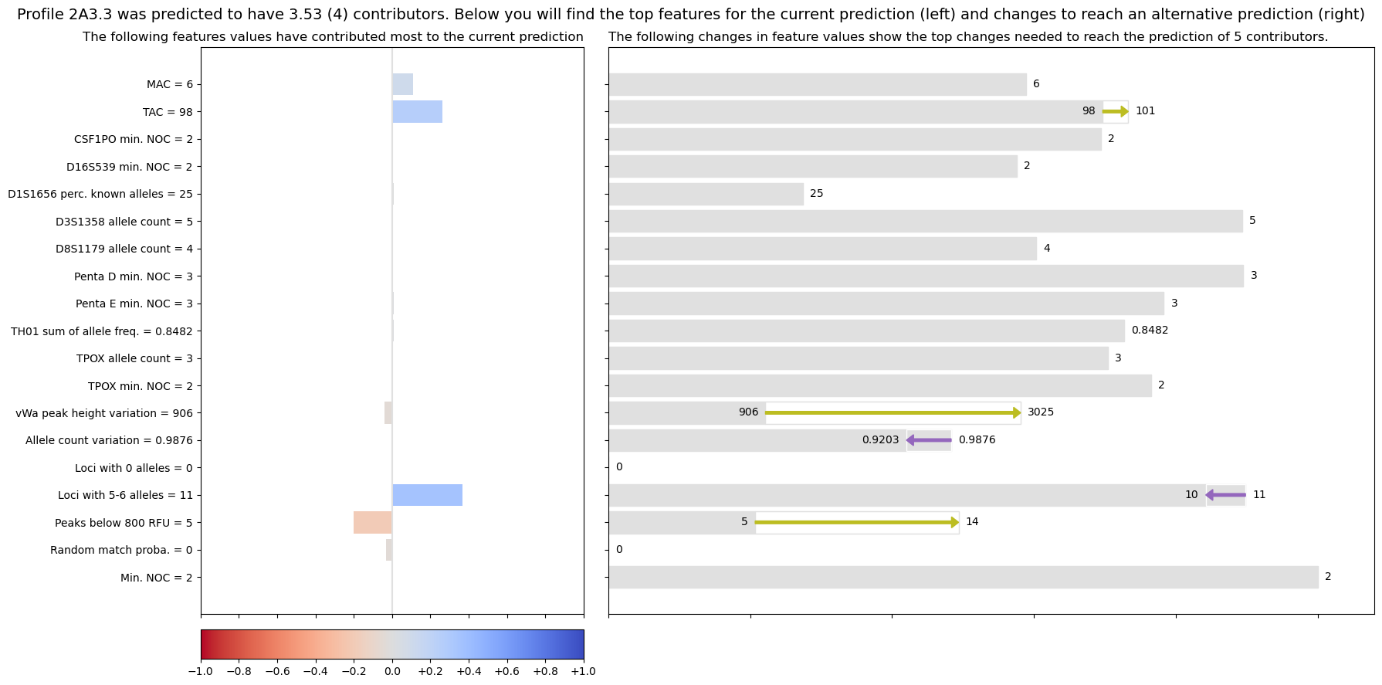 Profile 2A3.3 was predicted to have 3.53 (4) contributors. Below you will find the top features for the current prediction (left) and changes to reach an alternative prediction (right)
The following features values have contributed most to the current prediction
The following changes in feature values show the top changes needed to reach the prediction of 5 contributors.
MAC = 6
6
TAC = 98
98
101
CSF1PO min. NOC = 2
2
D16S539 min. NOC = 2
2
D1S1656 perc. known alleles = 25
25
D3S1358 allele count = 5
5
D8S1179 allele count = 4
4
Penta D min. NOC = 3
3
Penta E min. NOC = 3
3
TH01 sum of allele freq. = 0.8482
0.8482
TPOX allele count = 3
3
TPOX min. NOC = 2
2
vWa peak height variation = 906
906
3025
Allele count variation = 0.9876
0.9203
0.9876
Loci with 0 alleles = 0
0
Loci with 5-6 alleles = 11
10
11
Peaks below 800 RFU = 5
5
14
Random match proba. = 0
0
Min. NOC = 2
2
−1.0 −0.8 −0.6 −0.4 −0.2 0.0 +0.2 +0.4 +0.6 +0.8 +1.0